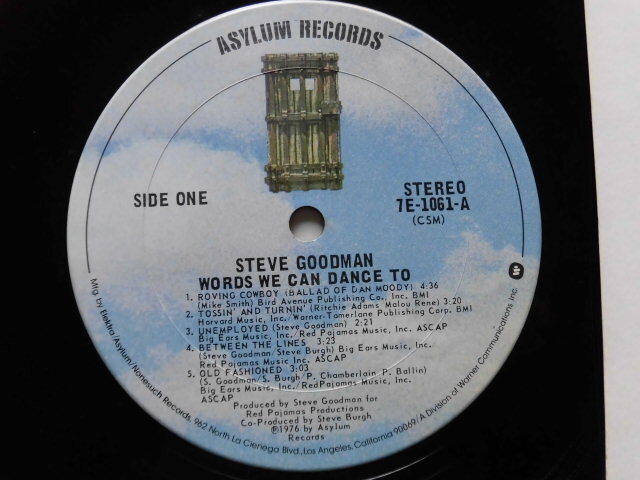 ASYLUM RECORDS
SIDE ONE
STEREO
7E-1061-A
(CSM)
STEVE GOODMAN
WORDS WE CAN DANCE TO
1. ROVING COWBOY (BALLAD OF DAN MOODY) 4:36
(Mike Smith) Bird Avenue Publishing Co., Inc. BMI
2. TOSSIN' AND TURNIN' (Ritchie Adams Malou Rene) 3:20
Horvard Music, Inc./Warner-Tamerlane Publishing Corp. BMI
3. UNEMPLOYED (Steve Goodman) 2:21
Big Ears Music, Inc./Red Pajamas Music, Inc. ASCAP
4. BETWEEN THE LINES 3:23
(Steve Goodman/Steve Burgh) Big Ears Music, Inc.
Red Pajamas Music, Inc. ASCAP
5. OLD FASHIONED 3:03
(S. Goodman/S. Burgh/P. Chamberlain P. Ballin)
Big Ears Music, Inc./Red Pajamas Music, Inc.
ASCAP
Produced by Steve Goodman for
Red Pajamas Productions
Co-Produced by Steve Burgh
℗1976 by Asylum
Records
Mfg. by Elektra/Asylum/Nonesuch Records, 962 North La Cienega Blvd., Los Angeles, California 90069/A Division of Warner Communications Inc.